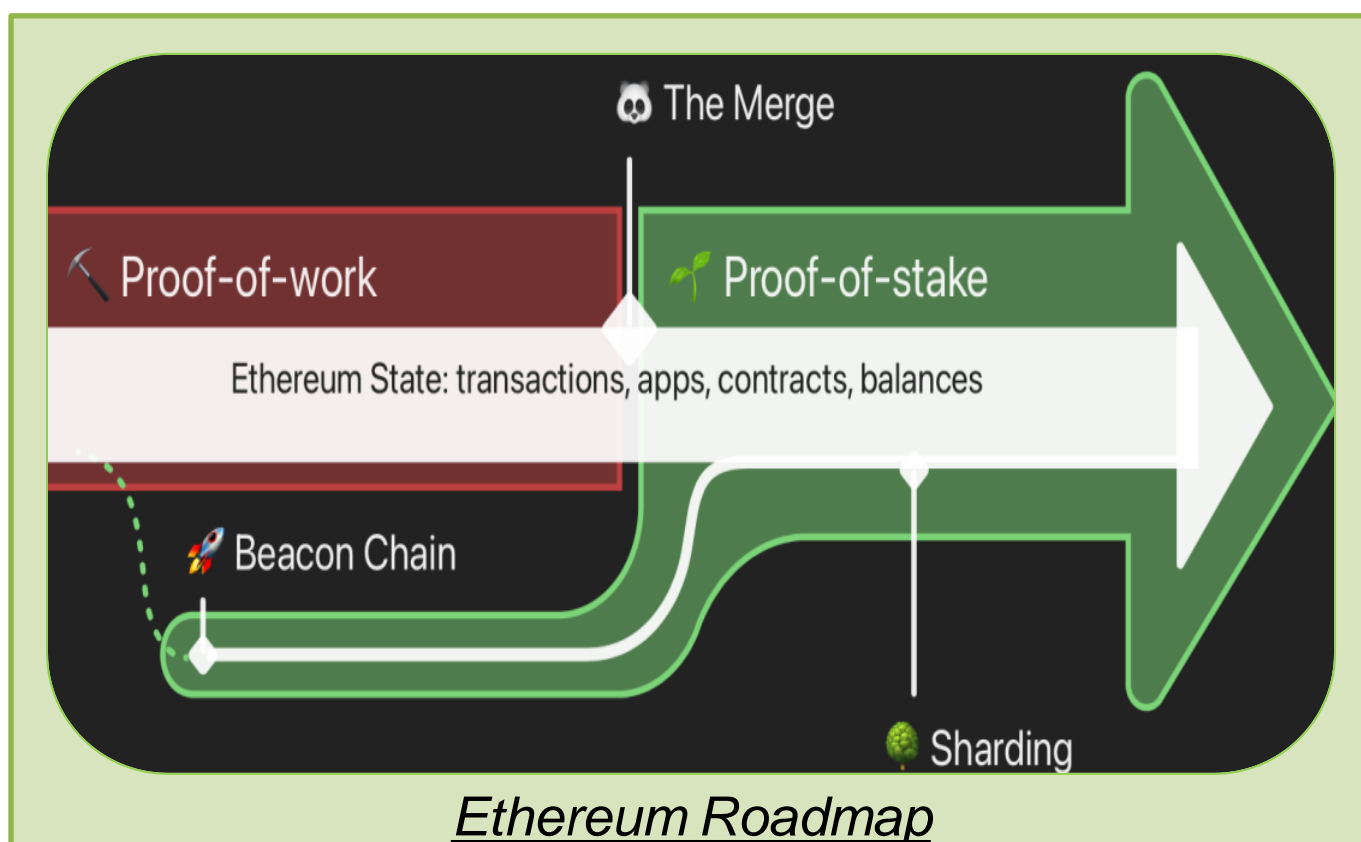 🐼 The Merge
⛏ Proof-of-work
🌱 Proof-of-stake
Ethereum State: transactions, apps, contracts, balances
🚀 Beacon Chain
🌳 Sharding
Ethereum Roadmap